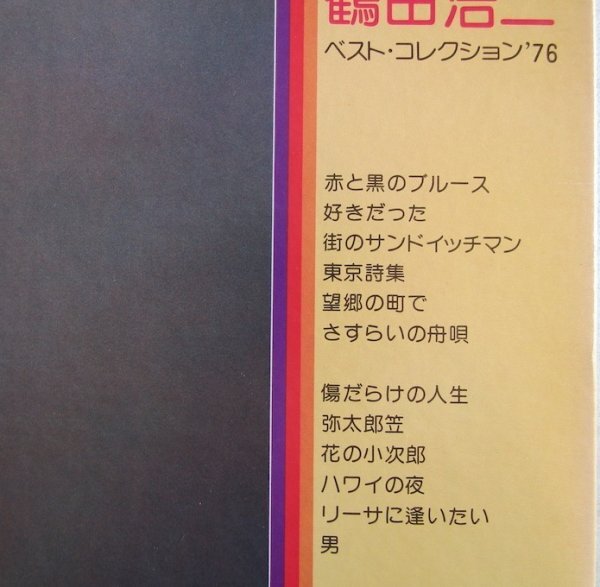 鶴田浩二
ベスト・コレクション'76
赤と黒のブルース
好きだった
街のサンドイッチマン
東京詩集
望郷の町で
さすらいの舟唄
傷だらけの人生
弥太郎笠
花の小次郎
ハワイの夜
リーサに逢いたい
男